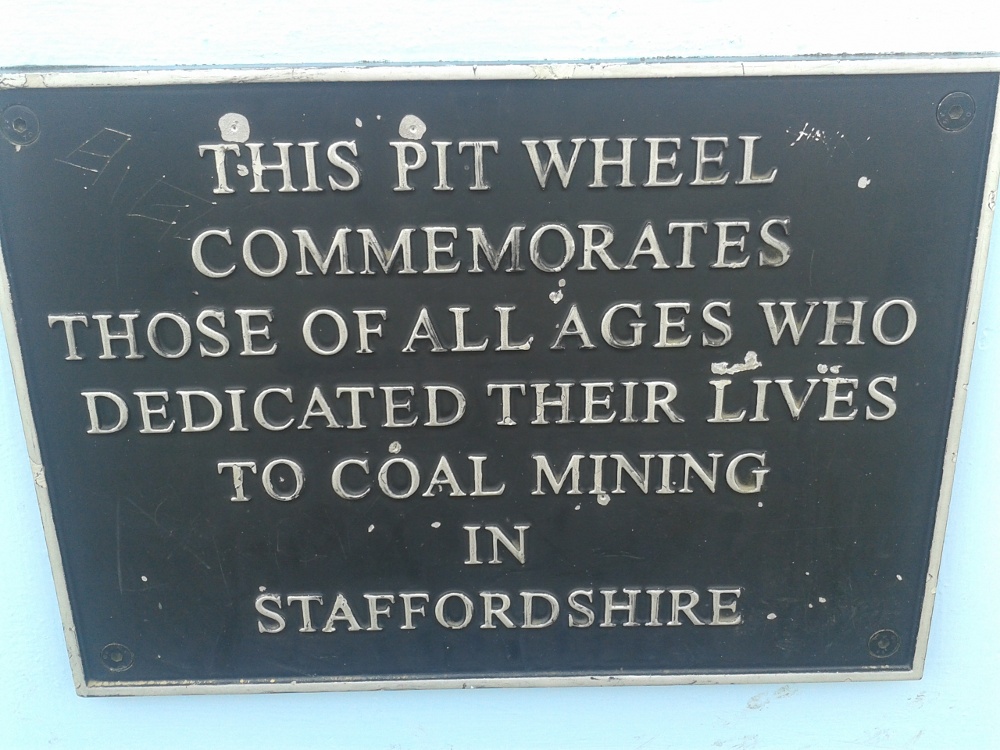 THIS PIT WHEEL
COMMEMORATES
THOSE OF ALL AGES WHO
DEDICATED THEIR LIVES
TO COAL MINING
IN
STAFFORDSHIRE